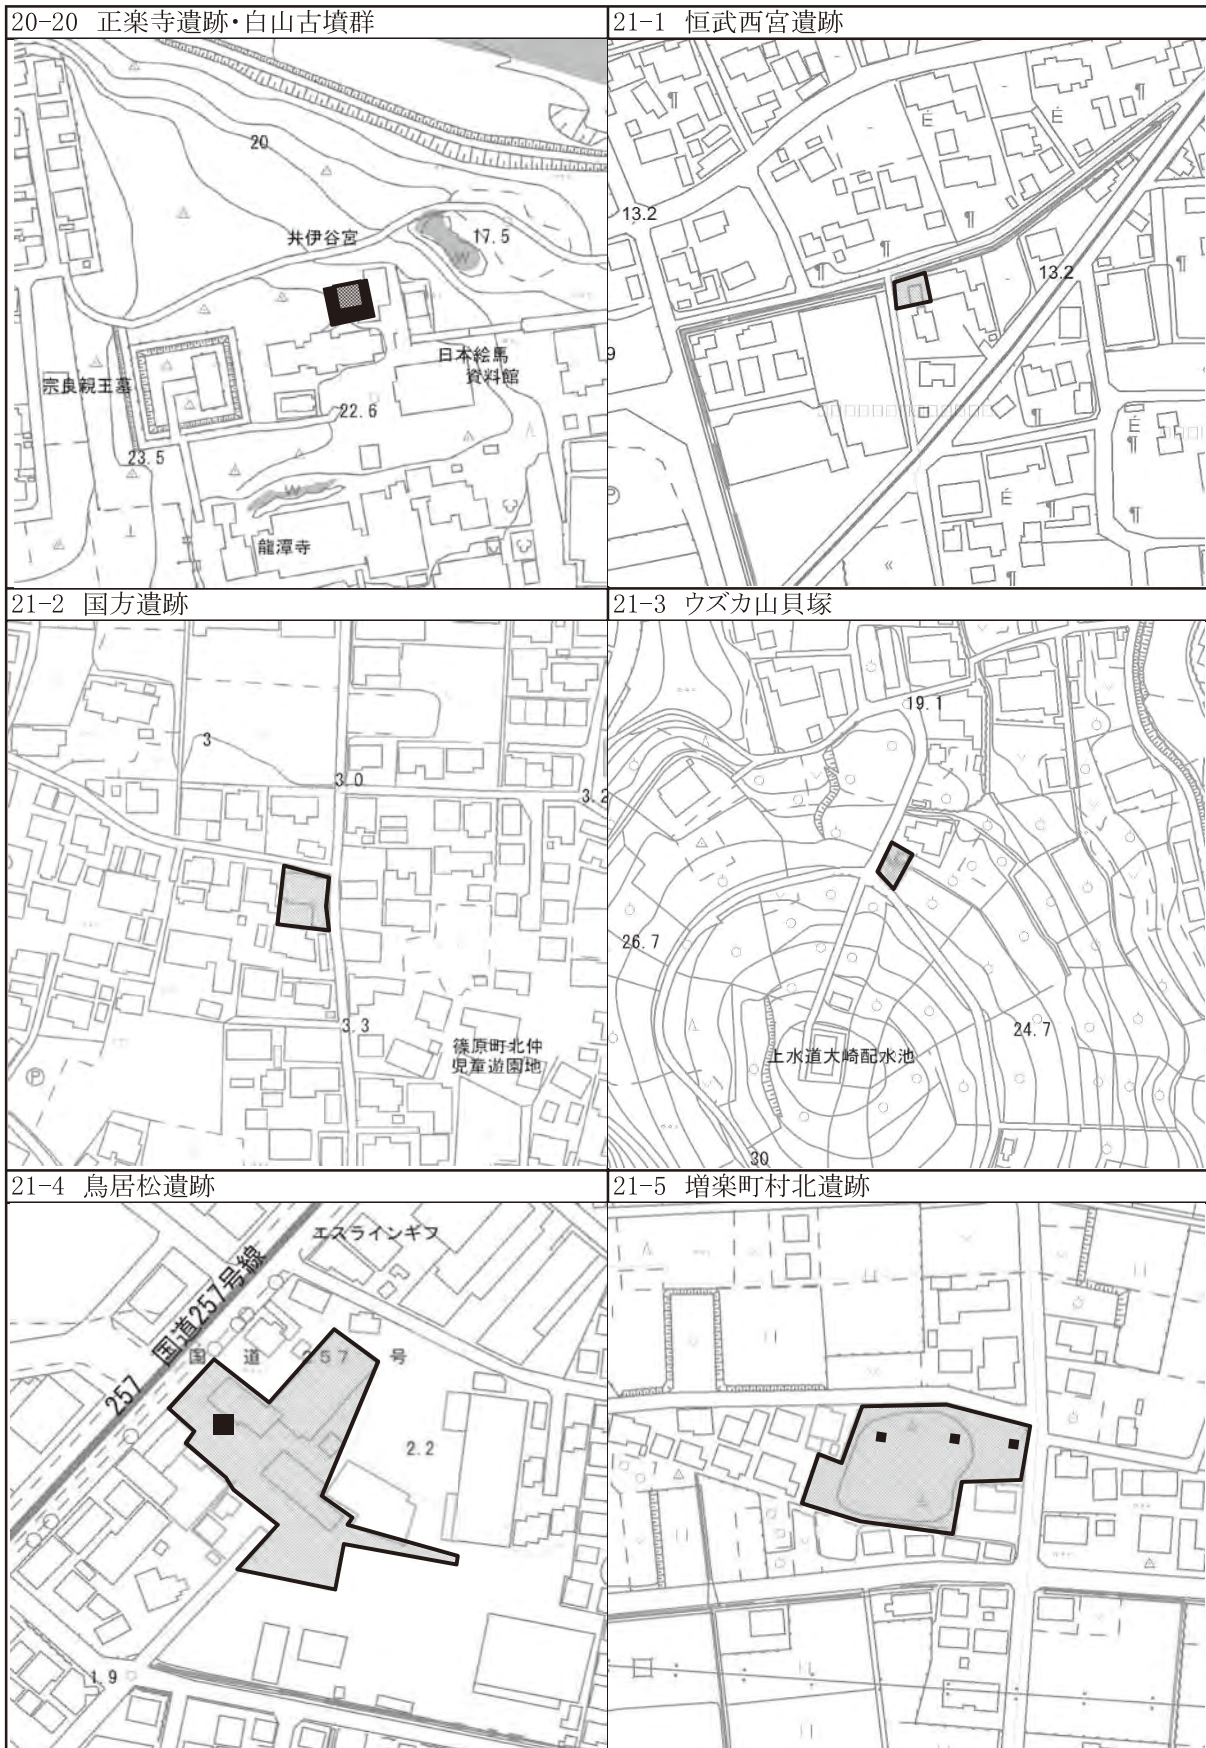 20-20 正楽寺遺跡・白山古墳群
20
井伊谷宮
17.5
W
日本絵馬
資料館
宗良親王墓
22.6
23.5
W
龍潭寺
21-1 恒武西宮遺跡
13.2
13.2
9
21-2 国方遺跡
3
3.0
3.2
3.3
篠原町北仲
児童遊園地
P
21-3 ウズカ山貝塚
19.1
26.7
24.7
上水道大崎配水池
30
21-4 鳥居松遺跡
エスラインギフ
国道257号線
国道257号
257
2.2
1.9
21-5 増楽町村北遺跡